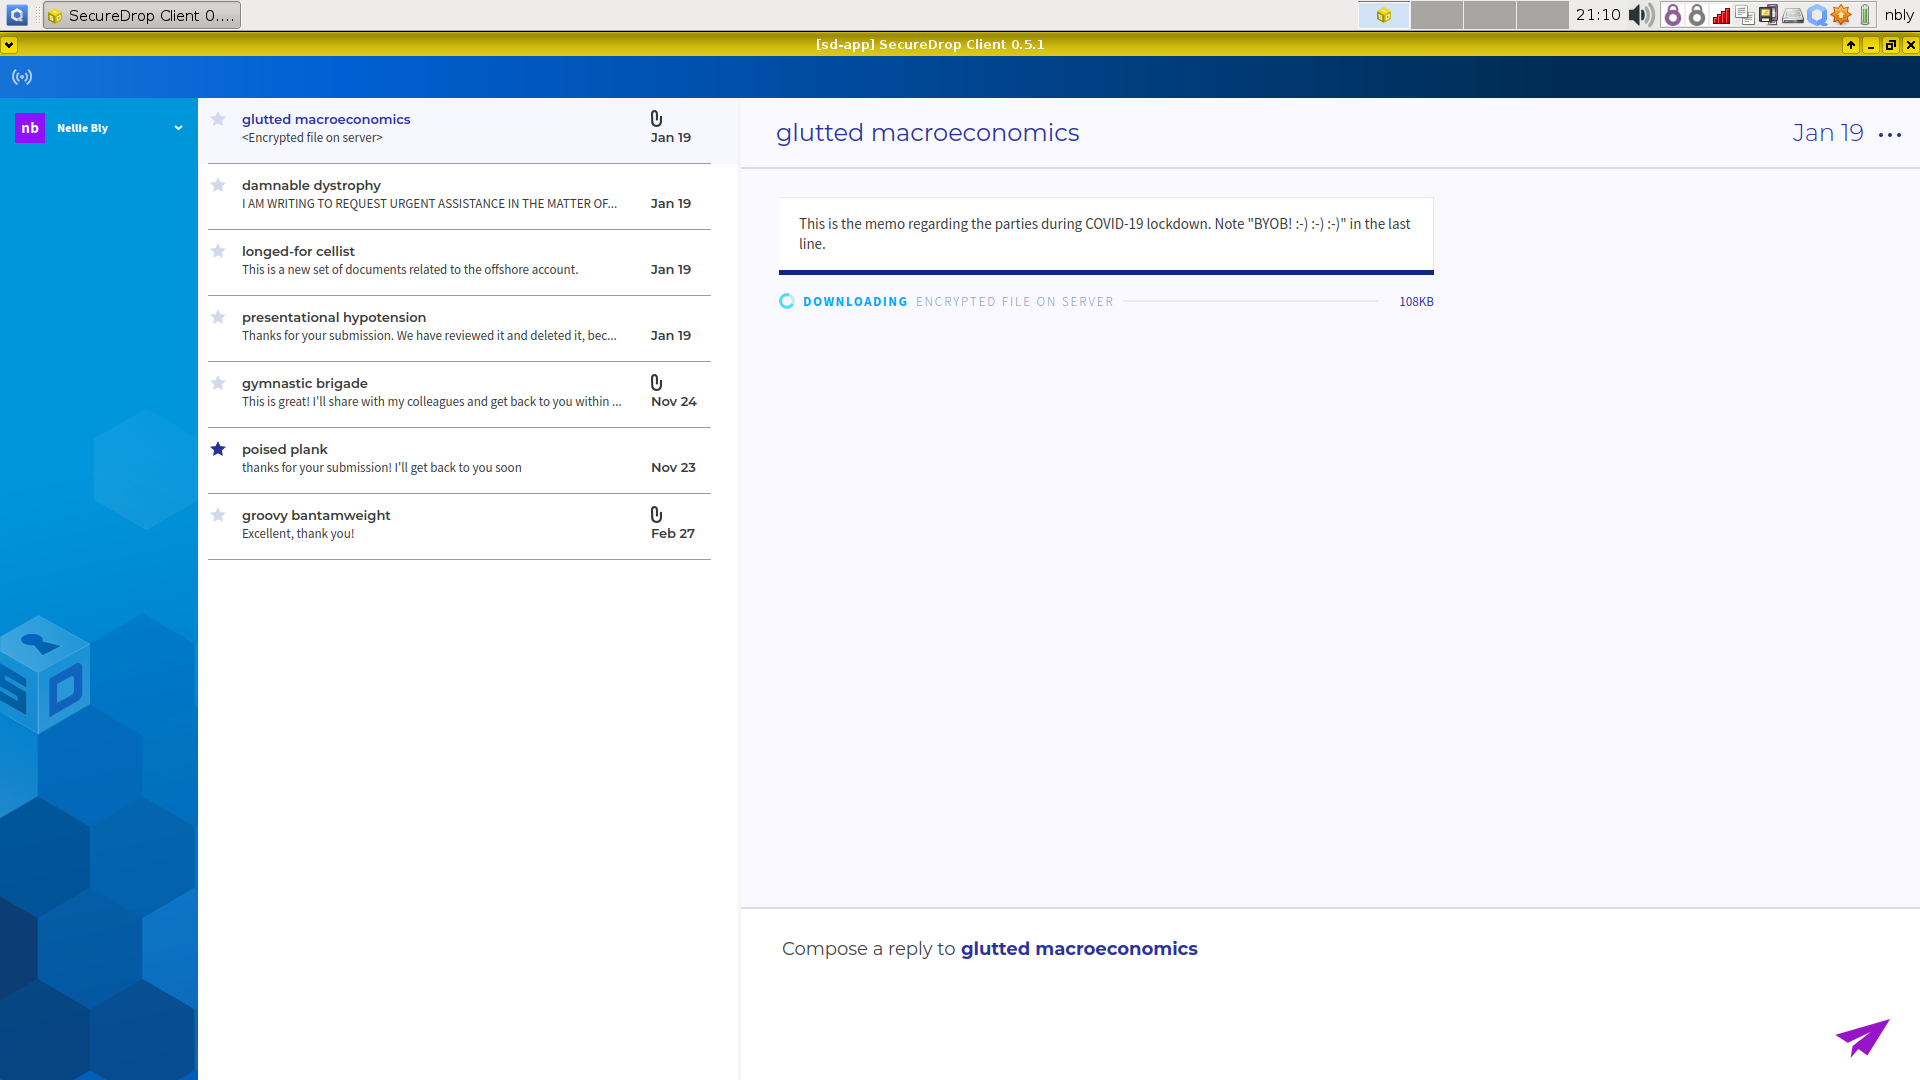 SecureDrop Client 0....
21:10
nbly
[sd-app] SecureDrop Client 0.5.1
nb
Nellie Bly
glutted macroeconomics
<Encrypted file on server>
Jan 19
damnable dystrophy
I AM WRITING TO REQUEST URGENT ASSISTANCE IN THE MATTER OF...
Jan 19
longed-for cellist
This is a new set of documents related to the offshore account.
Jan 19
presentational hypotension
Thanks for your submission. We have reviewed it and deleted it, bec...
Jan 19
gymnastic brigade
This is great! I'll share with my colleagues and get back to you within ...
Nov 24
poised plank
thanks for your submission! I'll get back to you soon
Nov 23
groovy bantamweight
Excellent, thank you!
Feb 27
SD
glutted macroeconomics
Jan 19
This is the memo regarding the parties during COVID-19 lockdown. Note "BYOB! :-) :-) :-)" in the last
line.
DOWNLOADING ENCRYPTED FILE ON SERVER
108KB
Compose a reply to glutted macroeconomics